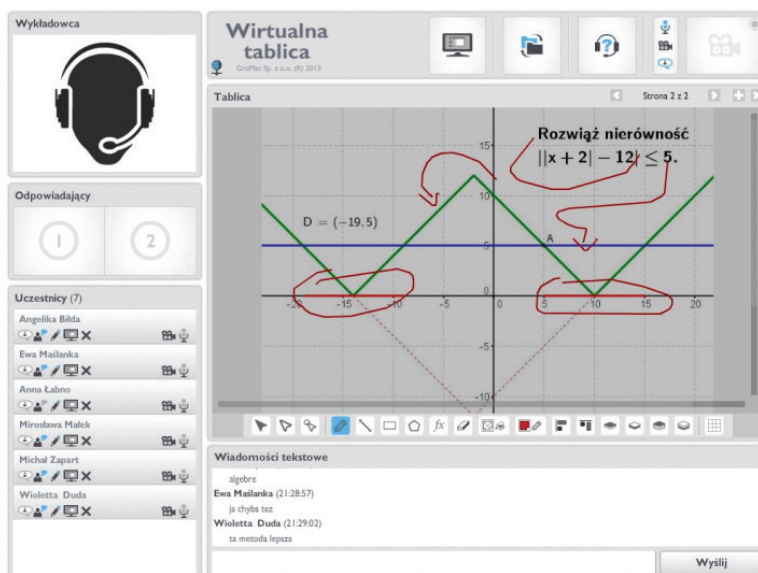 Wykładowca
Wirtualna
tablica
GroMar Sp. z o.o. (R) 2013
Tablica
Strona 2 z 2
Rozwiąż nierówność
||x + 2| − 12| ≤ 5.
D = (−19, 5)
A
15
10
5
0
−5
−10
−20
−15
−10
−5
0
5
10
15
20
Odpowiadający
1
2
Uczestnicy (7)
Angelika Biłda
Ewa Maślanka
Anna Łabno
Mirosława Małek
Michał Zapart
Wioletta Duda
fx
Wiadomości tekstowe
algebre
Ewa Maślanka (21:28:57)
ja chyba tez
Wioletta Duda (21:29:02)
ta metoda lepsza
Wyślij